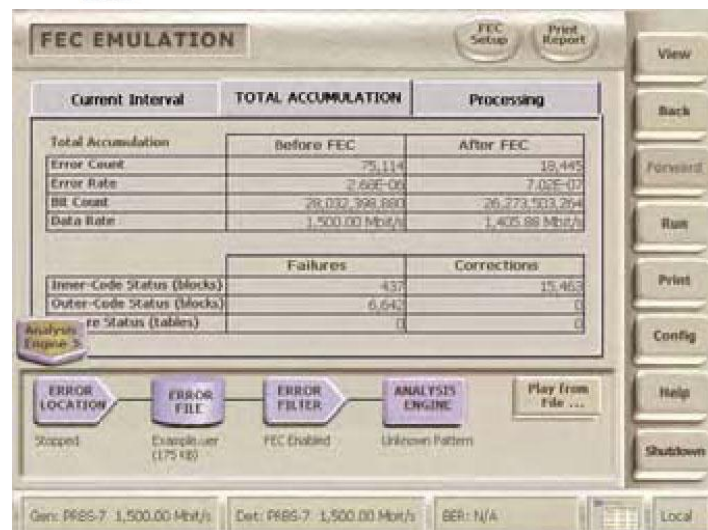 FEC EMULATION
FEC Setup
Print Report
View
Current Interval
TOTAL ACCUMULATION
Processing
Back
Total Accumulation Before FEC After FEC
Error Count 75,114 18,445
Forward
Error Rate 2.68E-06 7.02E-07
Bit Count 28,032,398,880 26,273,503,264
Data Rate 1,500.00 Mbit/s 1,405.88 Mbit/s
Run
Failures Corrections
Inner-Code Status (blocks) 437 15,463
Print
Outer-Code Status (blocks) 6,642 0
re Status (tables) 0 0
Analysis Engine
Config
ERROR LOCATION
ERROR FILE
ERROR FILTER
ANALYSIS ENGINE
Play from File ...
Help
Stopped
Example.uer (175 KB)
FEC Enabled
Unknown Pattern
Shutdown
Gen: PRBS-7 1,500.00 Mbit/s
Det: PRBS-7 1,500.00 Mbit/s
BER: N/A
Local